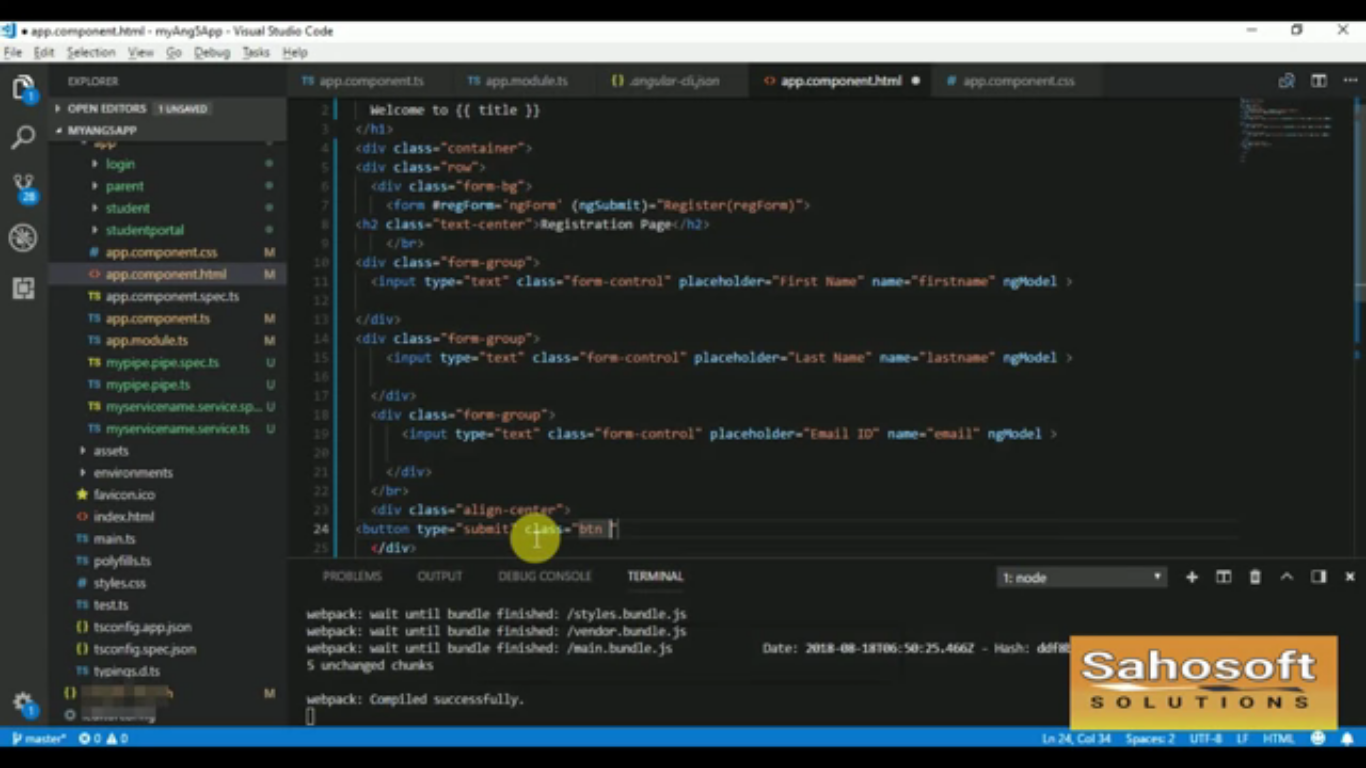 app.component.html - myAng5App - Visual Studio Code
File Edit Selection View Go Debug Tasks Help
EXPLORER
app.component.ts
app.module.ts
.angular-cli.json
app.component.html
app.component.css
OPEN EDITORS 1 UNSAVED
MYANG5APP
app
login
parent
student
studentportal
app.component.css M
app.component.html M
app.component.spec.ts
app.component.ts M
app.module.ts M
mypipe.pipe.spec.ts U
mypipe.pipe.ts U
myservicename.service.sp... U
myservicename.service.ts U
assets
environments
favicon.ico
index.html
main.ts
polyfills.ts
styles.css
test.ts
tsconfig.app.json
tsconfig.spec.json
typings.d.ts
M
2 Welcome to {{ title }}
3 </h1>
4 <div class="container">
5 <div class="row">
6 <div class="form-bg">
7 <form #regForm='ngForm' (ngSubmit)="Register(regForm)">
8 <h2 class="text-center">Registration Page</h2>
9 </br>
10 <div class="form-group">
11 <input type="text" class="form-control" placeholder="First Name" name="firstname" ngModel >
12
13 </div>
14 <div class="form-group">
15 <input type="text" class="form-control" placeholder="Last Name" name="lastname" ngModel >
16
17 </div>
18 <div class="form-group">
19 <input type="text" class="form-control" placeholder="Email ID" name="email" ngModel >
20
21 </div>
22 </br>
23 <div class="align-center">
24 <button type="submit" class="btn "
25 </div>
PROBLEMS OUTPUT DEBUG CONSOLE TERMINAL 1: node
webpack: wait until bundle finished: /styles.bundle.js
webpack: wait until bundle finished: /vendor.bundle.js
webpack: wait until bundle finished: /main.bundle.js Date: 2018-08-18T06:50:25.466Z - Hash:
5 unchanged chunks
webpack: Compiled successfully.
Sahosoft
SOLUTIONS
master* 0 0 Ln 24, Col 34 Spaces: 2 UTF-8 LF HTML